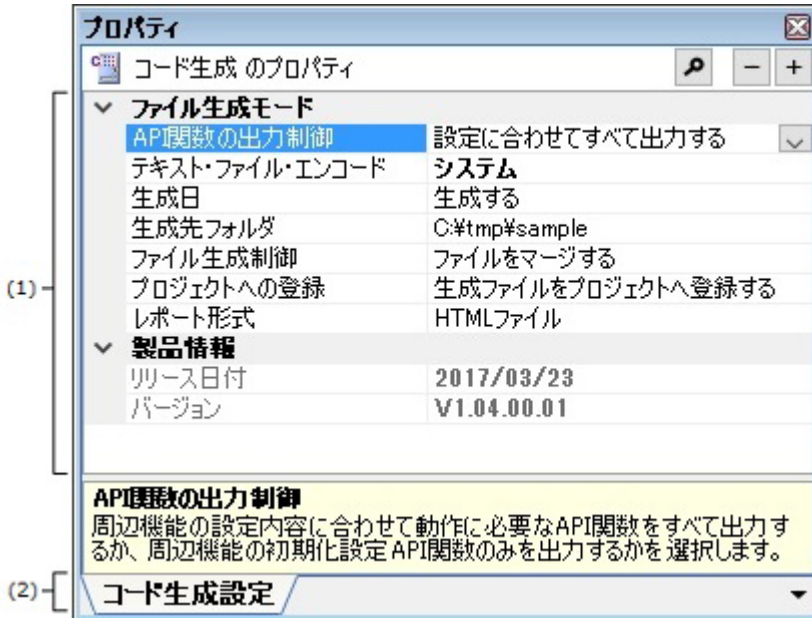 プロパティ
コード生成 のプロパティ
(1)
ファイル生成モード
API関数の出力制御 設定に合わせてすべて出力する
テキスト・ファイル・エンコード システム
生成日 生成する
生成先フォルダ C:¥tmp¥sample
ファイル生成制御 ファイルをマージする
プロジェクトへの登録 生成ファイルをプロジェクトへ登録する
レポート形式 HTMLファイル
製品情報
リリース日付 2017/03/23
バージョン V1.04.00.01
API関数の出力制御
周辺機能の設定内容に合わせて動作に必要なAPI関数をすべて出力す
るか、周辺機能の初期化設定API関数のみを出力するかを選択します。
(2)
コード生成設定